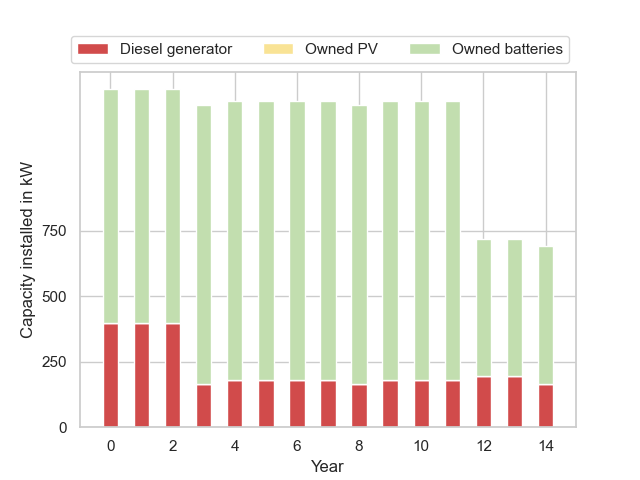 Diesel generator Owned PV Owned batteries
Capacity installed in kW
750
500
250
0
0 2 4 6 8 10 12 14
Year